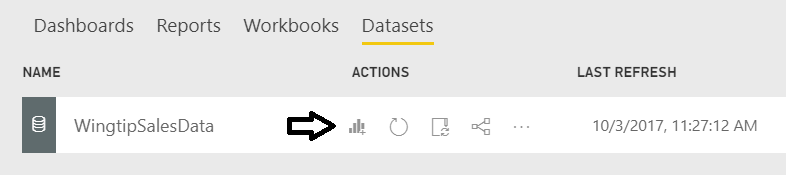 Dashboards Reports Workbooks Datasets
NAME ACTIONS LAST REFRESH
WingtipSalesData ... 10/3/2017, 11:27:12 AM